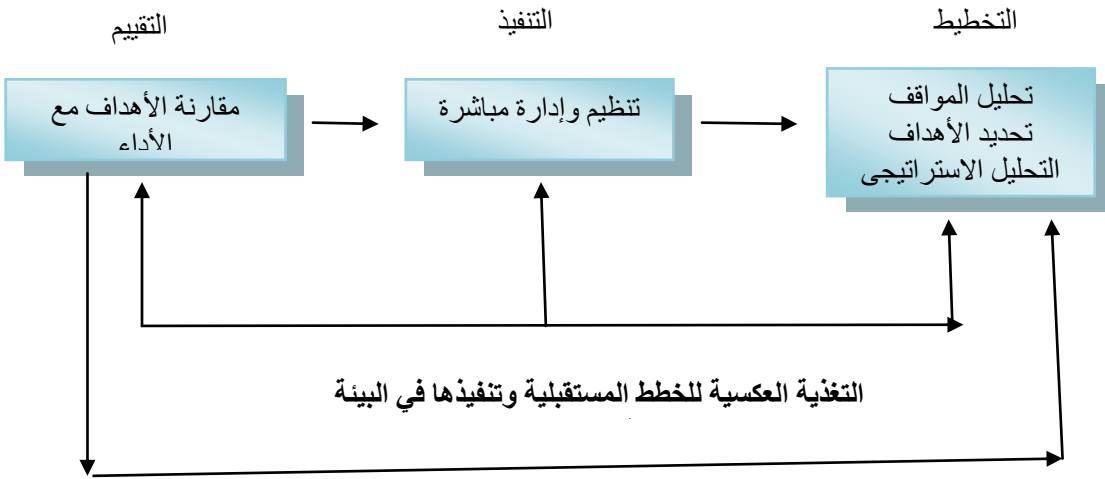 التخطيط
التنفيذ
التقييم
تحليل المواقف
تحديد الأهداف
التحليل الاستراتيجى
تنظيم وإدارة مباشرة
مقارنة الأهداف مع
الأداء
التغذية العكسية للخطط المستقبلية وتنفيذها في البيئة